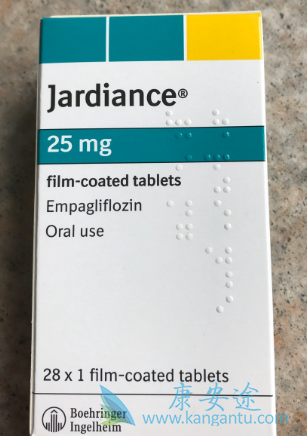 Jardiance®
25 mg
film-coated tablets
Empagliflozin
Oral use
28 x 1 film-coated tablets
Boehringer
Ingelheim
康安途
www.kangantu.com